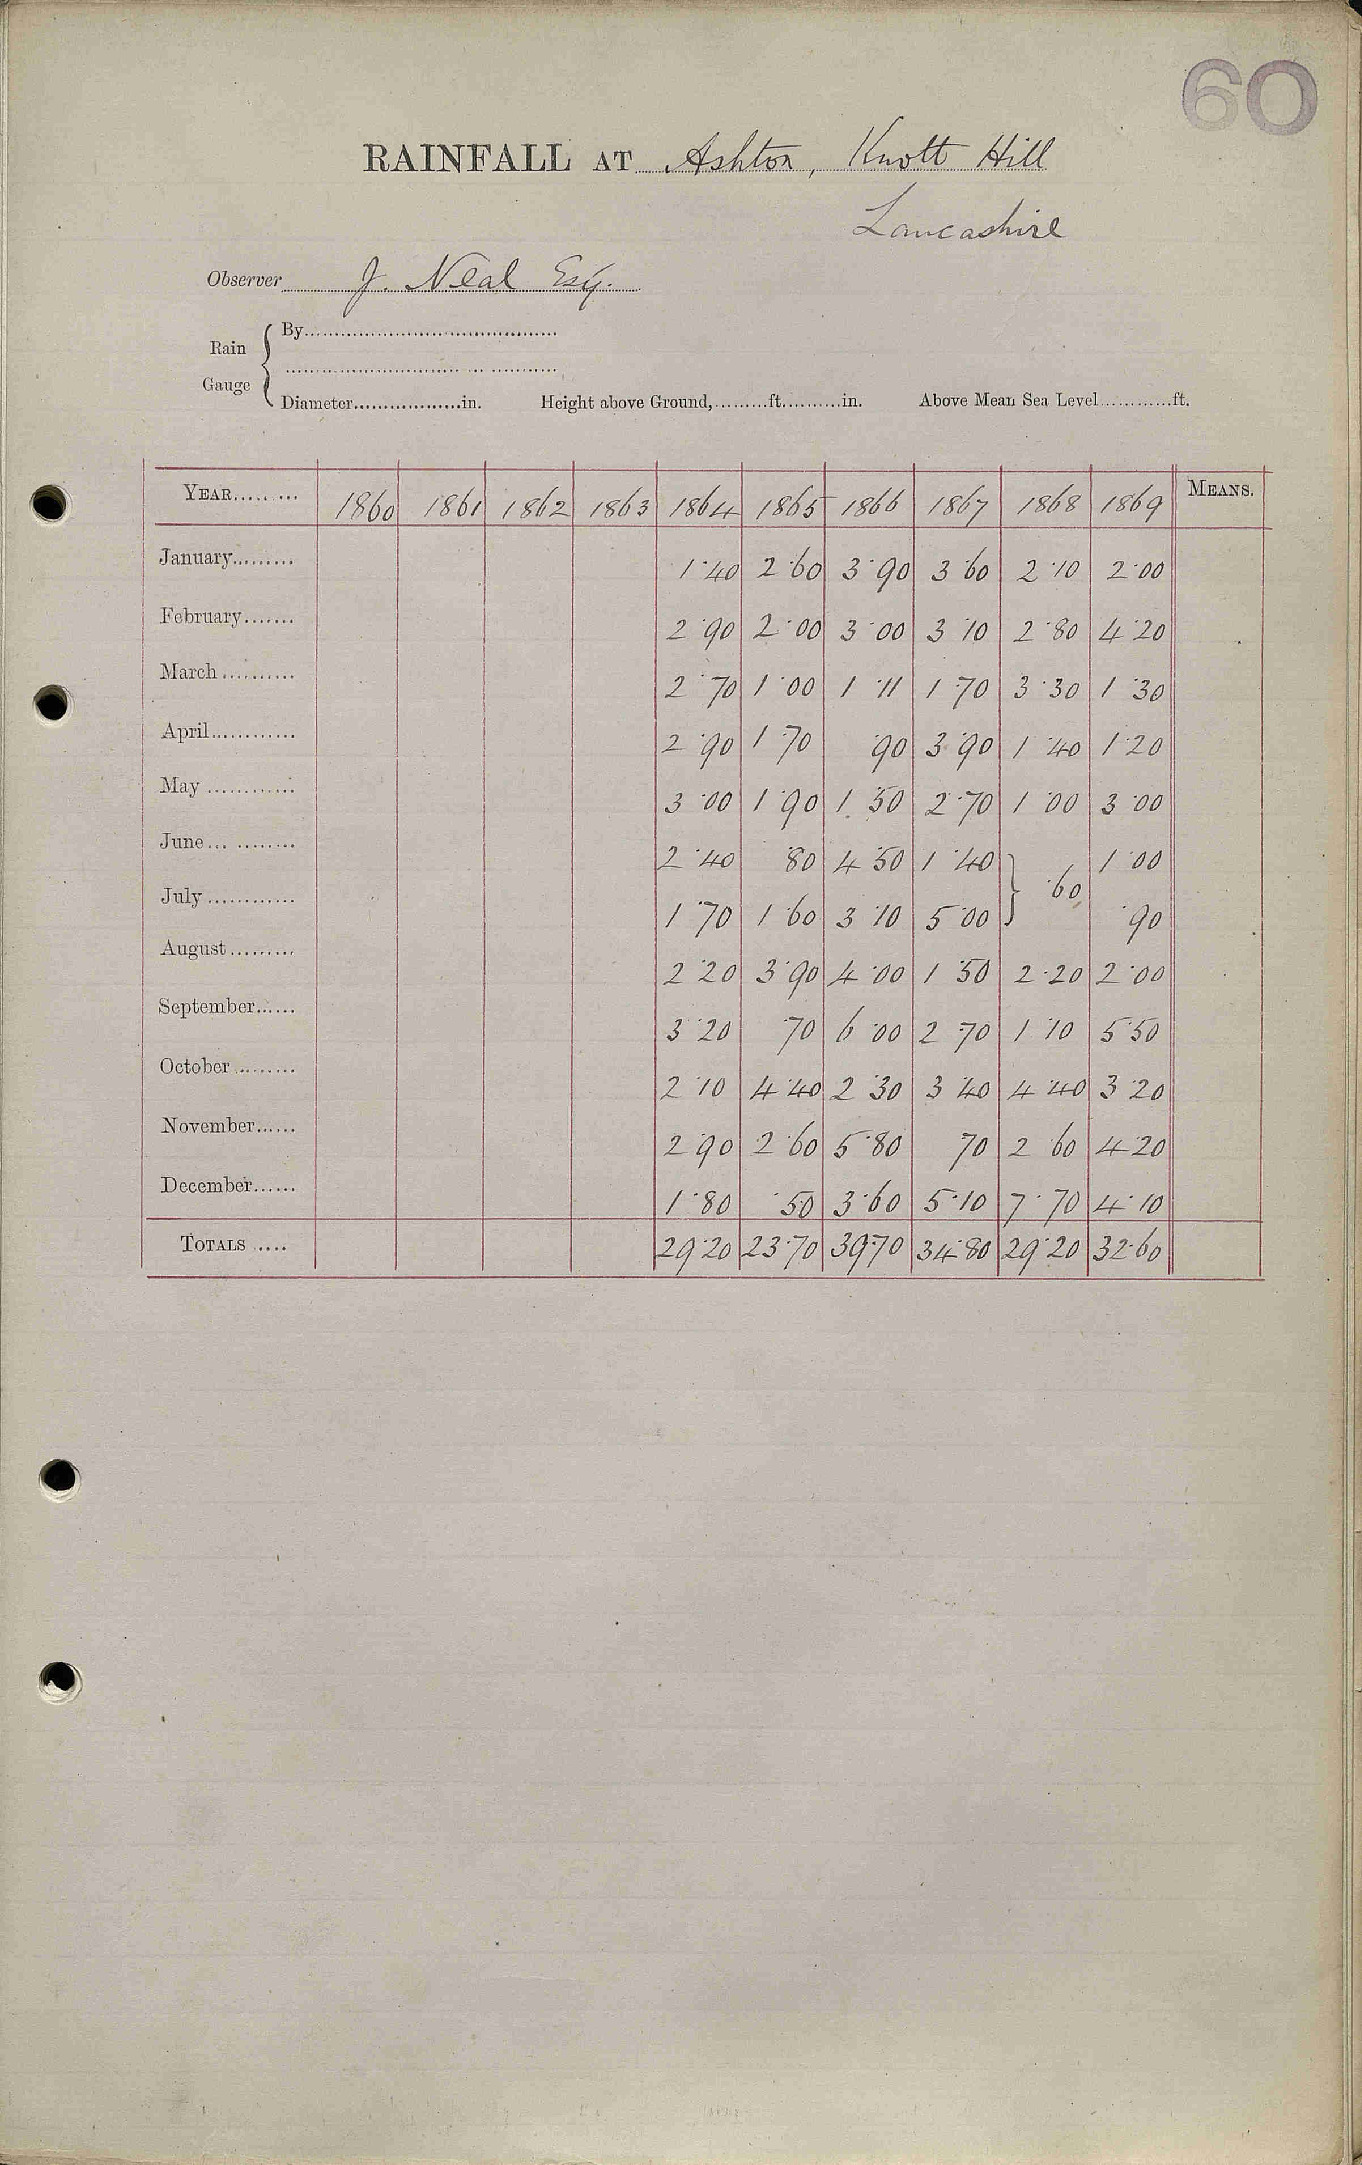 60
RAINFALL AT Ashton, Knott Hill
Lancashire
Observer J. Neal Esq.
Rain Gauge
By
Diameter in. Height above Ground, ft. in. Above Mean Sea Level ft.
YEAR 1860 1861 1862 1863 1864 1865 1866 1867 1868 1869 MEANS.
January 1·40 2·60 3·90 3·60 2·10 2·00
February 2·90 2·00 3·00 3·10 2·80 4·20
March 2·70 1·00 1·11 1·70 3·30 1·30
April 2·90 1·70 ·90 3·90 1·40 1·20
May 3·00 1·90 1·50 2·70 1·00 3·00
June 2·40 ·80 4·50 1·40 } ·60 1·00
July 1·70 1·60 3·10 5·00 ·90
August 2·20 3·90 4·00 1·50 2·20 2·00
September 3·20 ·70 6·00 2·70 1·10 5·50
October 2·10 4·40 2·30 3·40 4·40 3·20
November 2·90 2·60 5·80 ·70 2·60 4·20
December 1·80 ·50 3·60 5·10 7·70 4·10
TOTALS 29·20 23·70 39·70 34·80 29·20 32·60